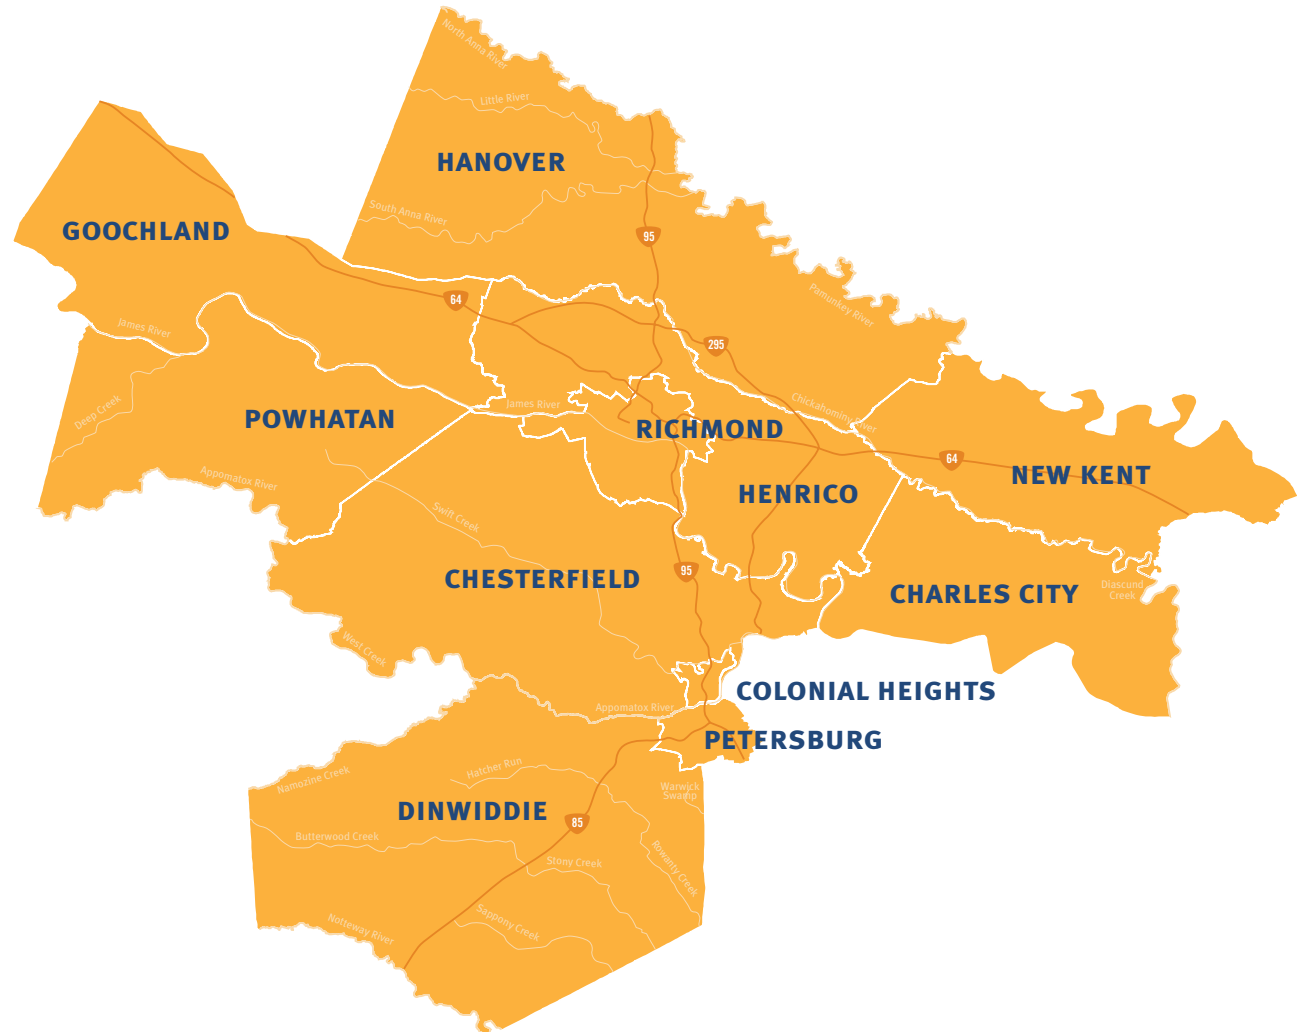 North Anna River
Little River
HANOVER
South Anna River
GOOCHLAND
95
64
Pamunkey River
James River
295
Deep Creek
POWHATAN
James River
Chickahominy River
RICHMOND
64
NEW KENT
Appomatox River
HENRICO
Swift Creek
95
CHESTERFIELD
CHARLES CITY
Diascund
Creek
West Creek
COLONIAL HEIGHTS
Appomatox River
PETERSBURG
Namozine Creek
Hatcher Run
Warwick
Swamp
DINWIDDIE
85
Butterwood Creek
Stony Creek
Rowanty Creek
Sappony Creek
Notteway River